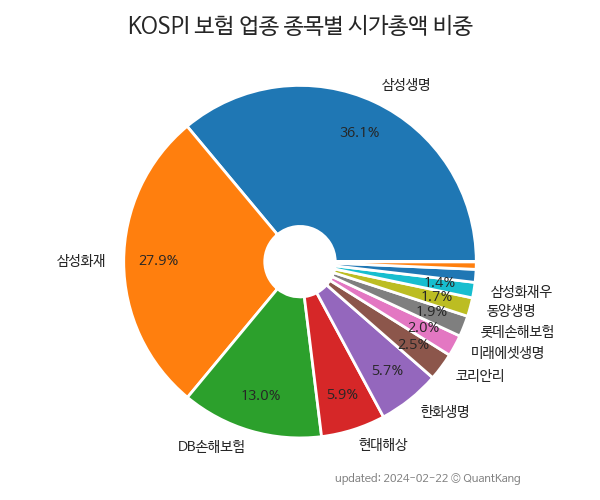 KOSPI 보험 업종 종목별 시가총액 비중
삼성생명
36.1%
삼성화재
27.9%
DB손해보험
13.0%
현대해상
5.9%
한화생명
5.7%
코리안리
2.5%
미래에셋생명
2.0%
롯데손해보험
1.9%
동양생명
1.7%
삼성화재우
1.4%
updated: 2024-02-22 © QuantKang